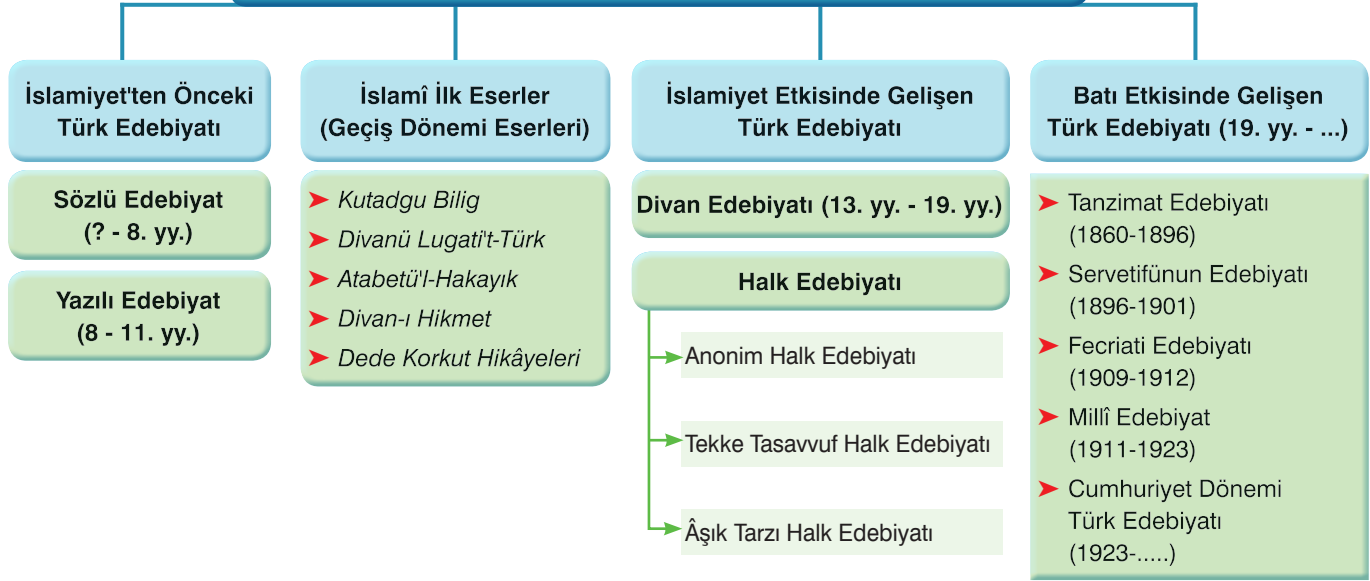 İslamiyet'ten Önceki
Türk Edebiyatı
Sözlü Edebiyat
(? - 8. yy.)
Yazılı Edebiyat
(8 - 11. yy.)
İslamî İlk Eserler
(Geçiş Dönemi Eserleri)
Kutadgu Bilig
Divanü Lugati't-Türk
Atabetü'l-Hakayık
Divan-ı Hikmet
Dede Korkut Hikâyeleri
İslamiyet Etkisinde Gelişen
Türk Edebiyatı
Divan Edebiyatı (13. yy. - 19. yy.)
Halk Edebiyatı
Anonim Halk Edebiyatı
Tekke Tasavvuf Halk Edebiyatı
Âşık Tarzı Halk Edebiyatı
Batı Etkisinde Gelişen
Türk Edebiyatı (19. yy. - ...)
Tanzimat Edebiyatı
(1860-1896)
Servetifünun Edebiyatı
(1896-1901)
Fecriati Edebiyatı
(1909-1912)
Millî Edebiyat
(1911-1923)
Cumhuriyet Dönemi
Türk Edebiyatı
(1923-.....)